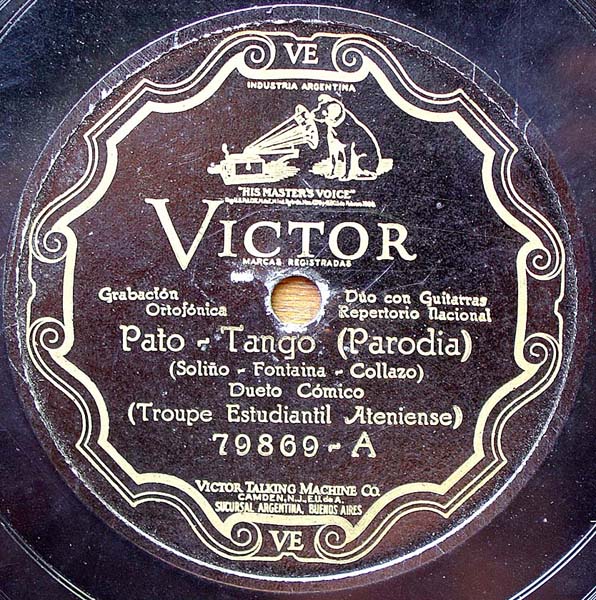 VE
INDUSTRIA ARGENTINA
"HIS MASTER'S VOICE"
VICTOR
MARCAS REGISTRADAS
Grabación Ortofónica
Dúo con Guitarras
Repertorio Nacional
Pato - Tango (Parodia)
(Soliño - Fontaina - Collazo)
Dueto Cómico
(Troupe Estudiantil Ateniense)
79869 - A
VICTOR TALKING MACHINE CO.
CAMDEN, N.J., E.U. de A.
SUCURSAL ARGENTINA, BUENOS AIRES
VE